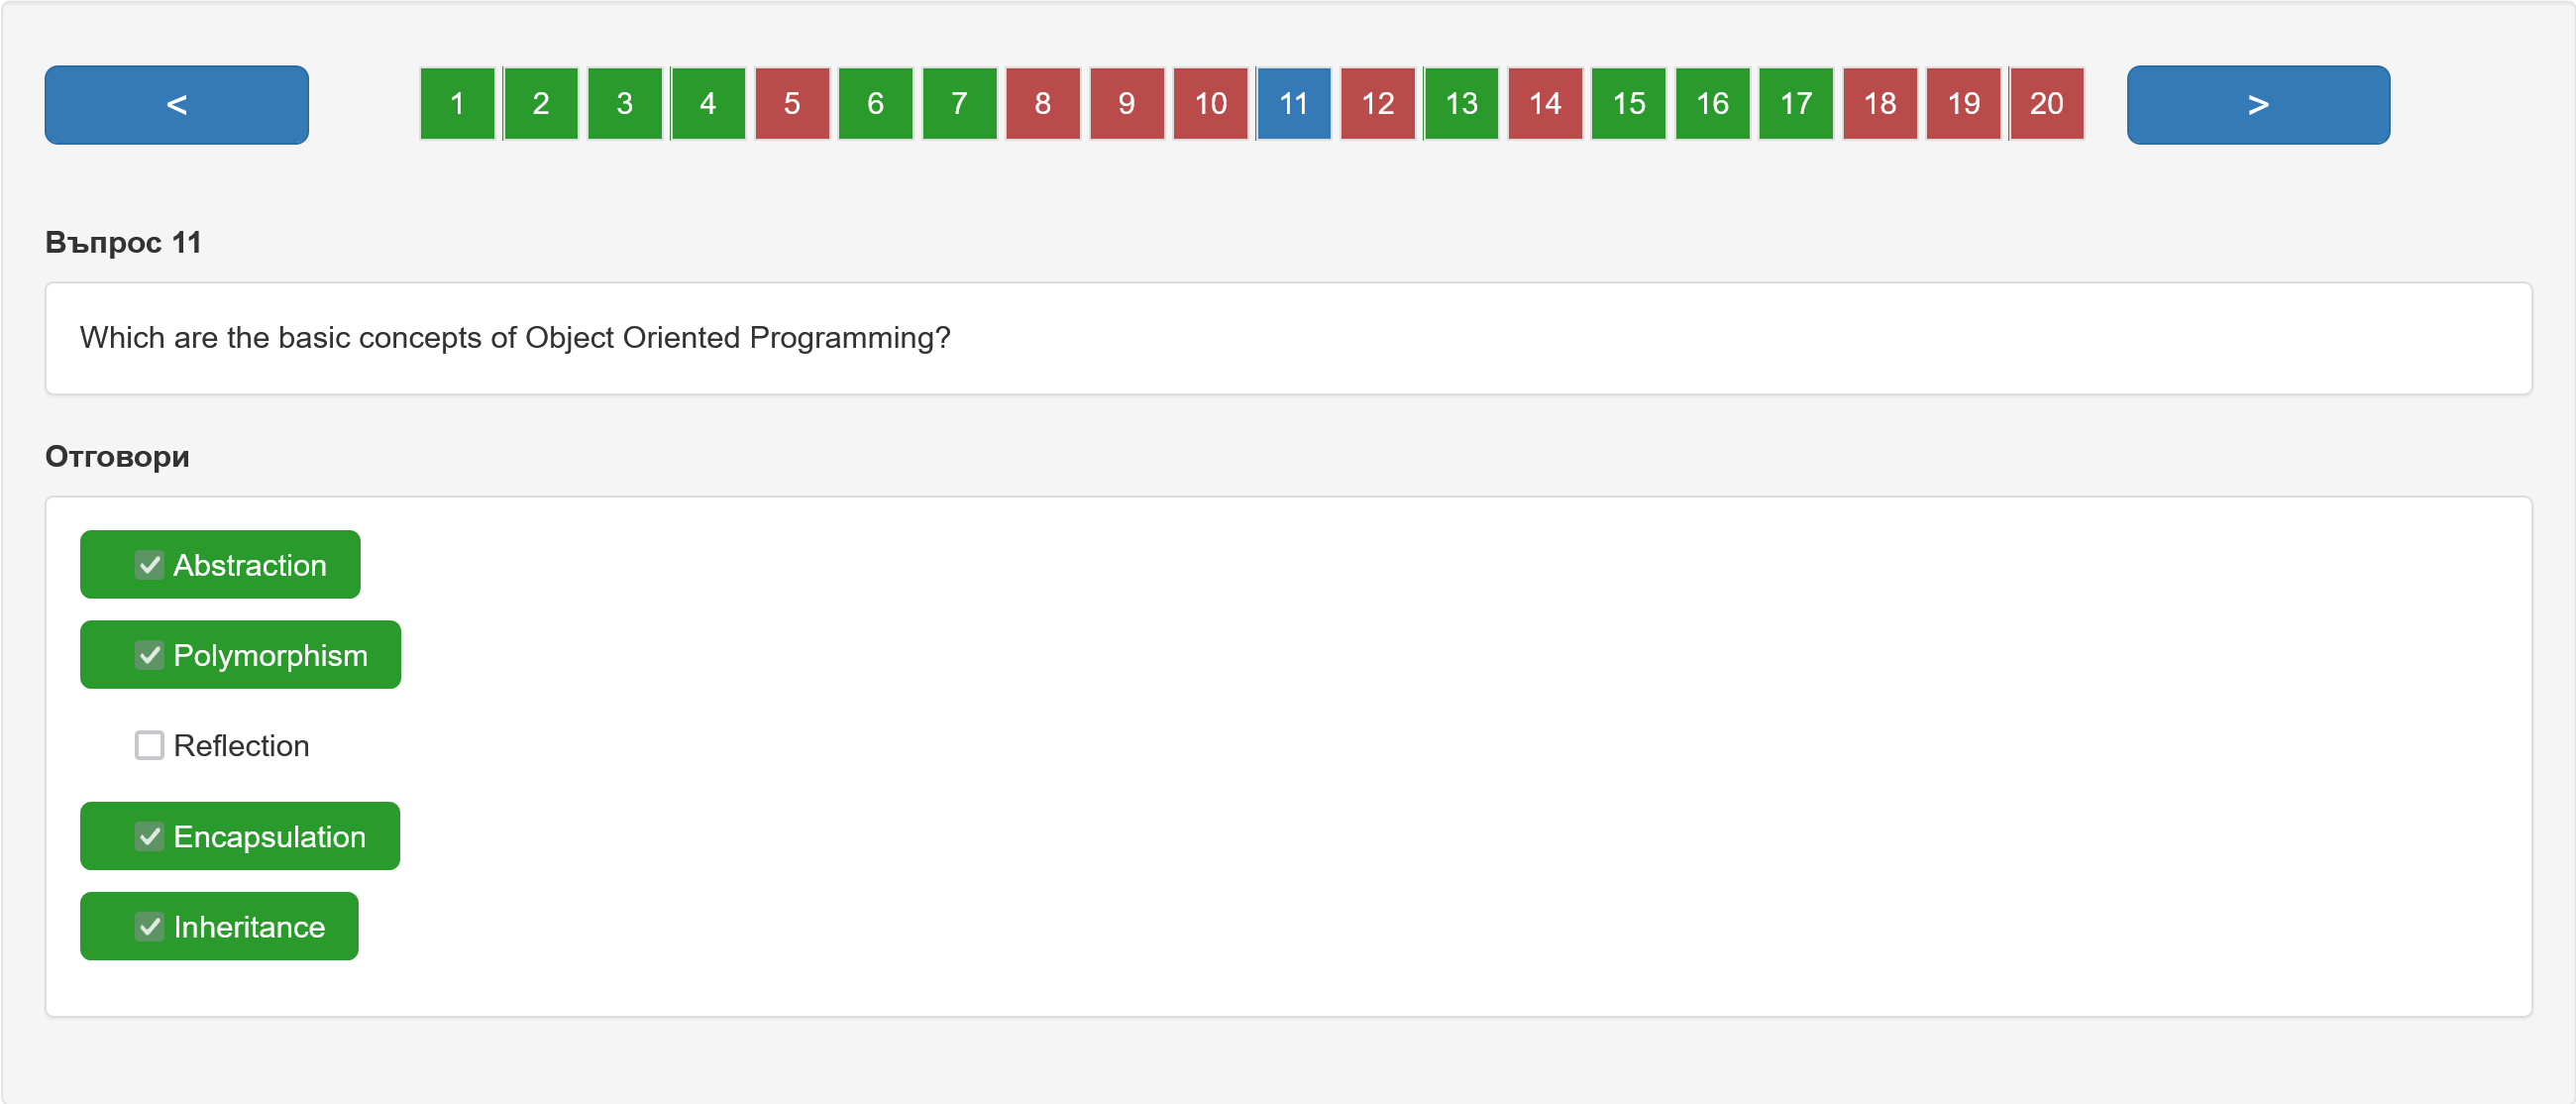 < 1 2 3 4 5 6 7 8 9 10 11 12 13 14 15 16 17 18 19 20 >
Въпрос 11
Which are the basic concepts of Object Oriented Programming?
Отговори
Abstraction
Polymorphism
Reflection
Encapsulation
Inheritance